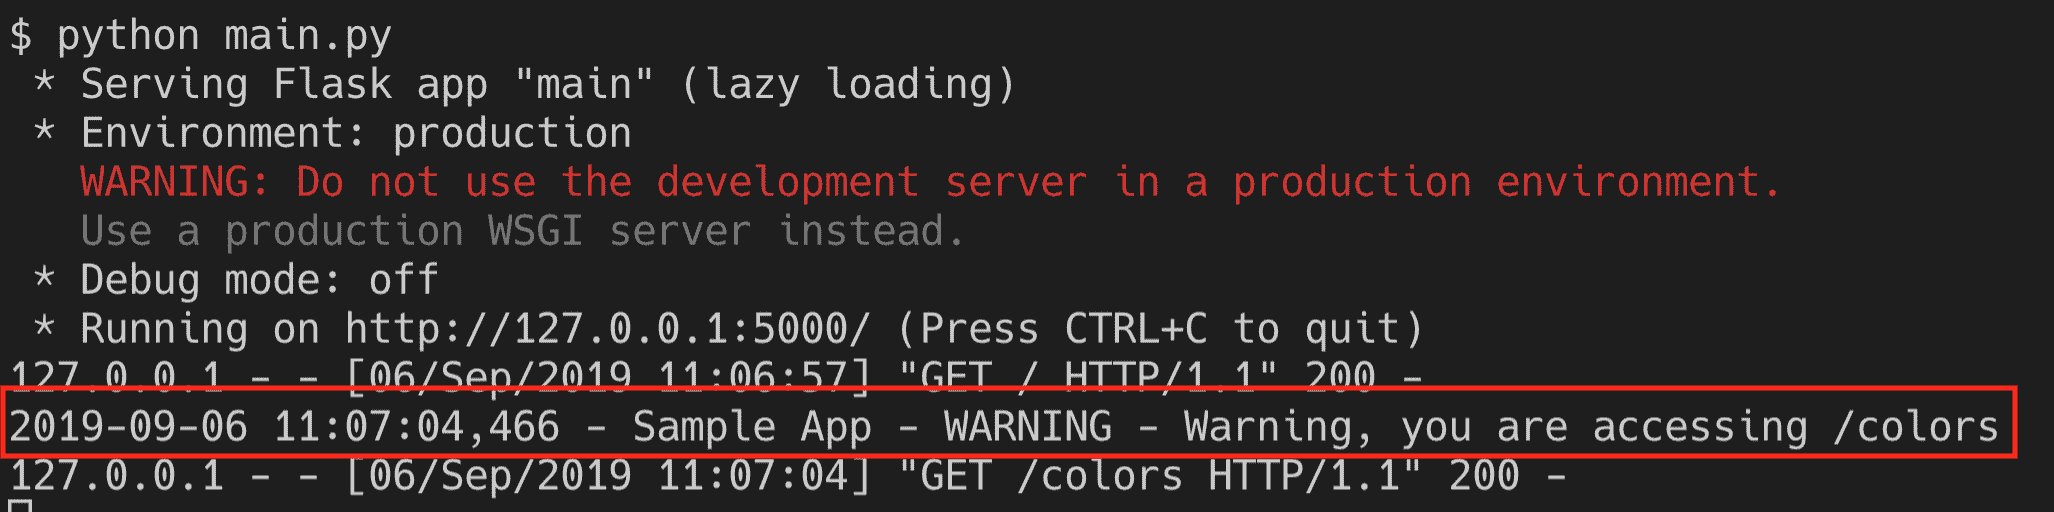 $ python main.py
* Serving Flask app "main" (lazy loading)
* Environment: production
WARNING: Do not use the development server in a production environment.
Use a production WSGI server instead.
* Debug mode: off
* Running on http://127.0.0.1:5000/ (Press CTRL+C to quit)
127.0.0.1 - - [06/Sep/2019 11:06:57] "GET / HTTP/1.1" 200 -
2019-09-06 11:07:04,466 - Sample App - WARNING - Warning, you are accessing /colors
127.0.0.1 - - [06/Sep/2019 11:07:04] "GET /colors HTTP/1.1" 200 -